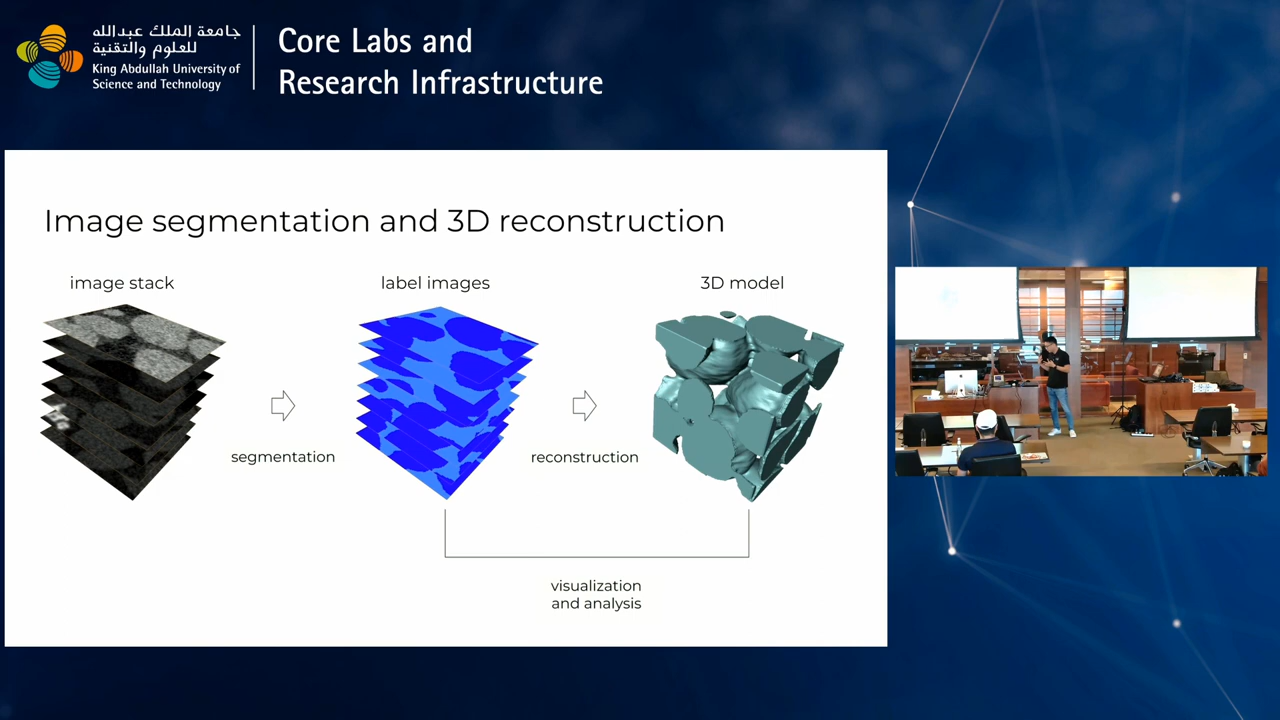 جامعة الملك عبدالله
للعلوم والتقنية
King Abdullah University of
Science and Technology
Core Labs and
Research Infrastructure
Image segmentation and 3D reconstruction
image stack
label images
3D model
segmentation
reconstruction
visualization
and analysis